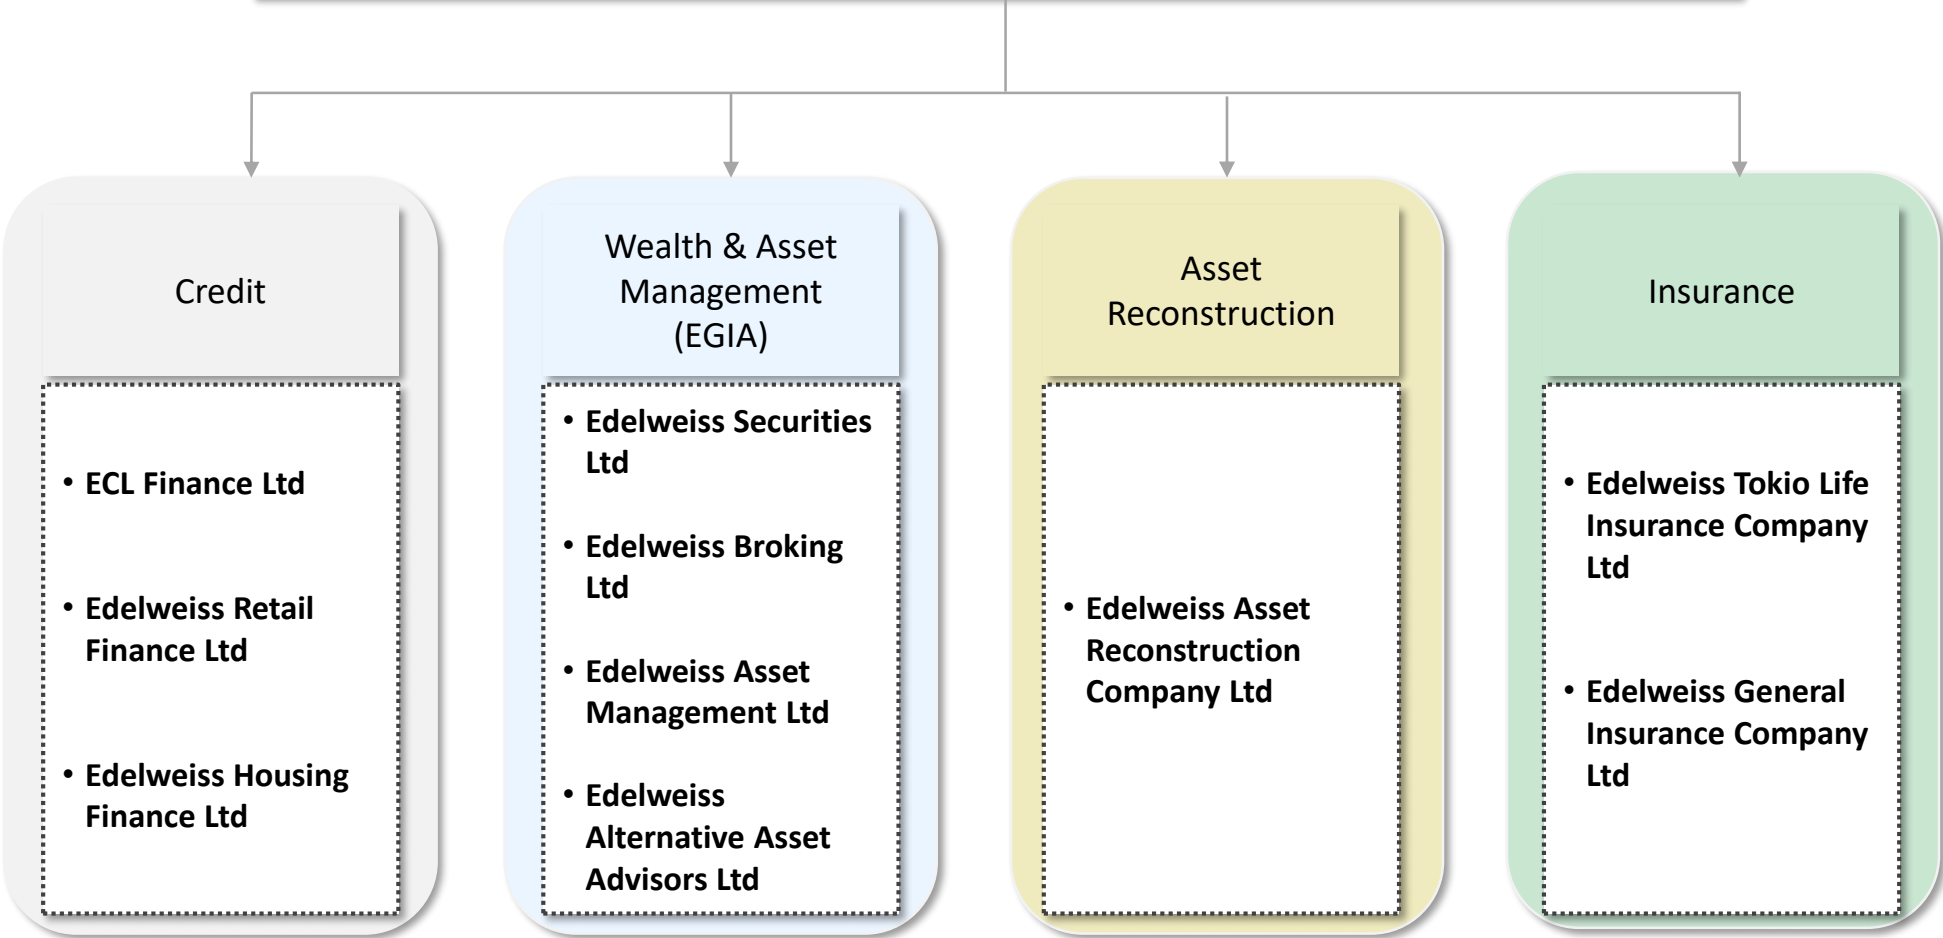 Credit
• ECL Finance Ltd
• Edelweiss Retail
Finance Ltd
• Edelweiss Housing
Finance Ltd
Wealth & Asset
Management
(EGIA)
• Edelweiss Securities
Ltd
• Edelweiss Broking
Ltd
• Edelweiss Asset
Management Ltd
• Edelweiss
Alternative Asset
Advisors Ltd
Asset
Reconstruction
• Edelweiss Asset
Reconstruction
Company Ltd
Insurance
• Edelweiss Tokio Life
Insurance Company
Ltd
• Edelweiss General
Insurance Company
Ltd